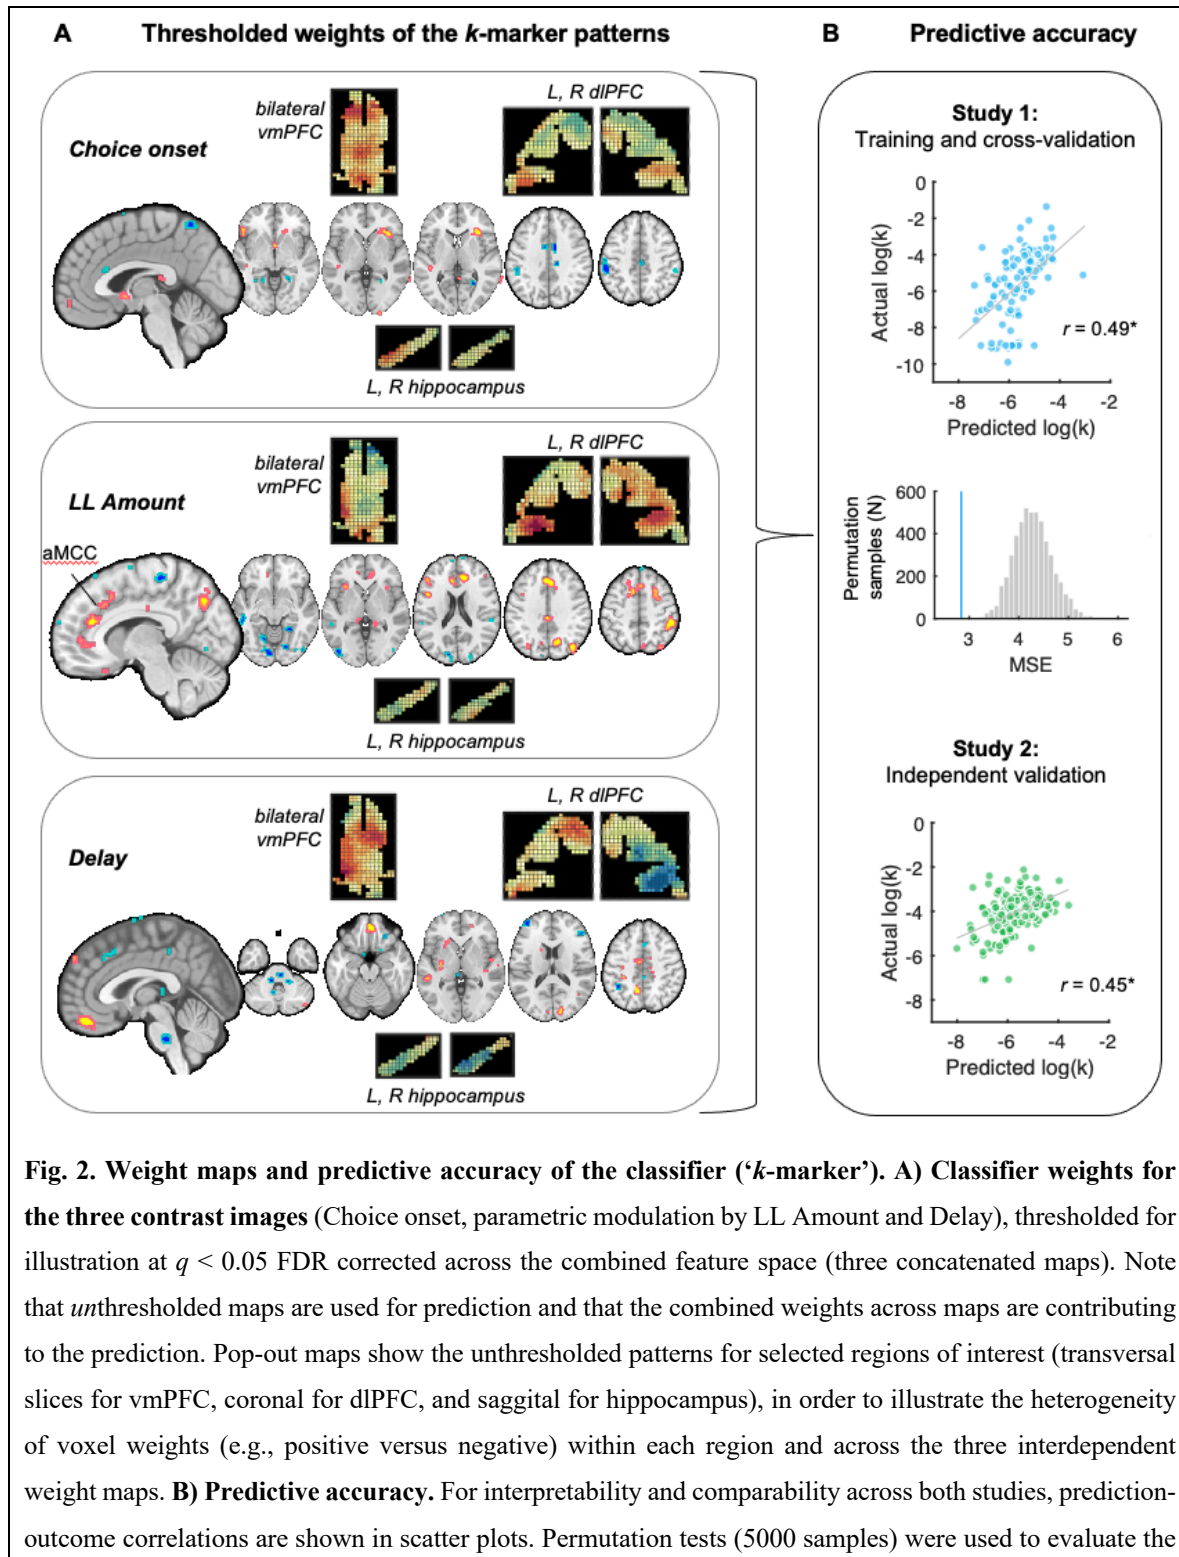 A Thresholded weights of the k-marker patterns
B Predictive accuracy
Choice onset
bilateral
vmPFC
L, R dlPFC
L, R hippocampus
LL Amount
aMCC
bilateral
vmPFC
L, R dlPFC
L, R hippocampus
Delay
bilateral
vmPFC
L, R dlPFC
L, R hippocampus
Study 1:
Training and cross-validation
0
-2
-4
-6
-8
-10
Actual log(k)
r = 0.49*
-8 -6 -4 -2
Predicted log(k)
600
400
200
0
Permutation
samples (N)
3 4 5 6
MSE
Study 2:
Independent validation
0
-2
-4
-6
-8
Actual log(k)
r = 0.45*
-8 -6 -4 -2
Predicted log(k)
Fig. 2. Weight maps and predictive accuracy of the classifier (‘k-marker’). A) Classifier weights for
the three contrast images (Choice onset, parametric modulation by LL Amount and Delay), thresholded for
illustration at q < 0.05 FDR corrected across the combined feature space (three concatenated maps). Note
that unthresholded maps are used for prediction and that the combined weights across maps are contributing
to the prediction. Pop-out maps show the unthresholded patterns for selected regions of interest (transversal
slices for vmPFC, coronal for dlPFC, and saggital for hippocampus), in order to illustrate the heterogeneity
of voxel weights (e.g., positive versus negative) within each region and across the three interdependent
weight maps. B) Predictive accuracy. For interpretability and comparability across both studies, prediction-
outcome correlations are shown in scatter plots. Permutation tests (5000 samples) were used to evaluate the